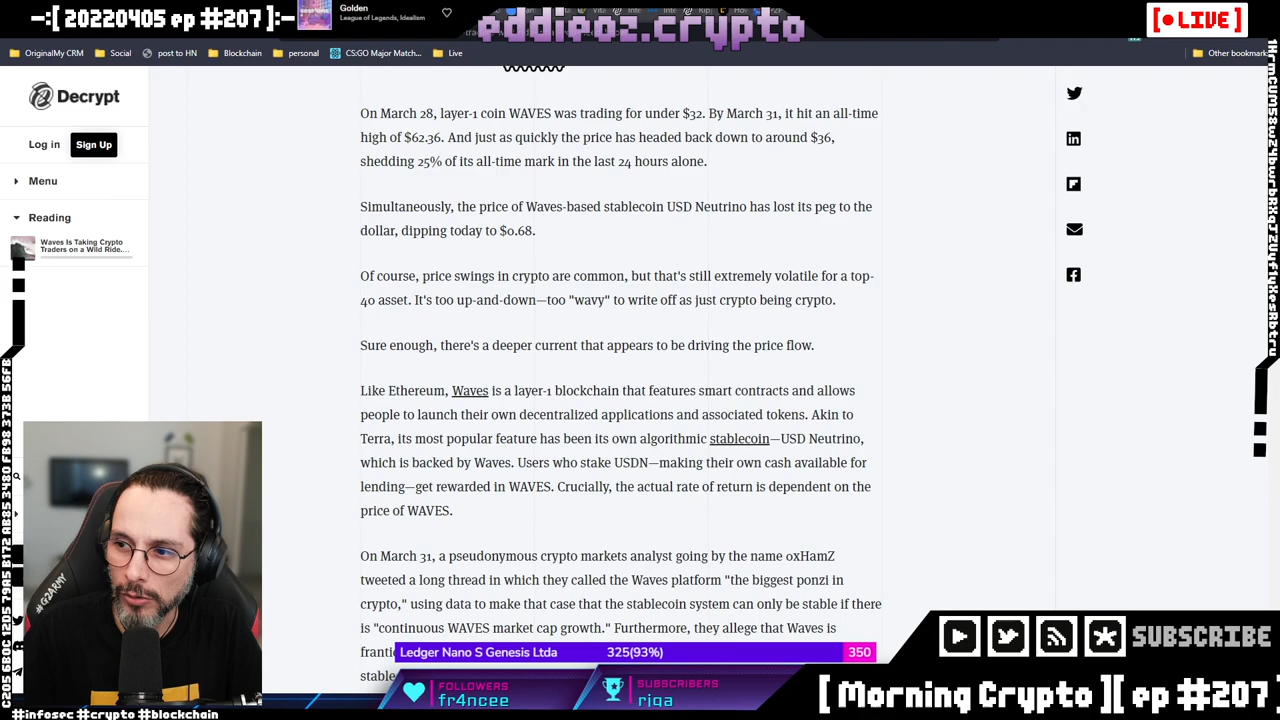 —:[ 20220405 ep #207]:—
Golden
League of Legends, Idealism
eddieoz.crypto
[ LIVE ]
OriginalMy CRM
Social
post to HN
Blockchain
personal
CS:GO Major Match...
Live
Other bookmark
Decrypt
Log in
Sign Up
Menu
Reading
Waves Is Taking Crypto
Traders on a Wild Ride....
On March 28, layer-1 coin WAVES was trading for under $32. By March 31, it hit an all-time
high of $62.36. And just as quickly the price has headed back down to around $36,
shedding 25% of its all-time mark in the last 24 hours alone.
Simultaneously, the price of Waves-based stablecoin USD Neutrino has lost its peg to the
dollar, dipping today to $0.68.
Of course, price swings in crypto are common, but that's still extremely volatile for a top-
40 asset. It's too up-and-down—too "wavy" to write off as just crypto being crypto.
Sure enough, there's a deeper current that appears to be driving the price flow.
Like Ethereum, Waves is a layer-1 blockchain that features smart contracts and allows
people to launch their own decentralized applications and associated tokens. Akin to
Terra, its most popular feature has been its own algorithmic stablecoin—USD Neutrino,
which is backed by Waves. Users who stake USDN—making their own cash available for
lending—get rewarded in WAVES. Crucially, the actual rate of return is dependent on the
price of WAVES.
On March 31, a pseudonymous crypto markets analyst going by the name 0xHamZ
tweeted a long thread in which they called the Waves platform "the biggest ponzi in
crypto," using data to make that case that the stablecoin system can only be stable if there
is "continuous WAVES market cap growth." Furthermore, they allege that Waves is
Ledger Nano S Genesis Ltda
325(93%)
350
SUBSCRIBE
FOLLOWERS
fr4ncee
SUBSCRIBERS
rjga
[ Morning Crypto ][ ep #207 ]
#infosec #crypto #blockchain